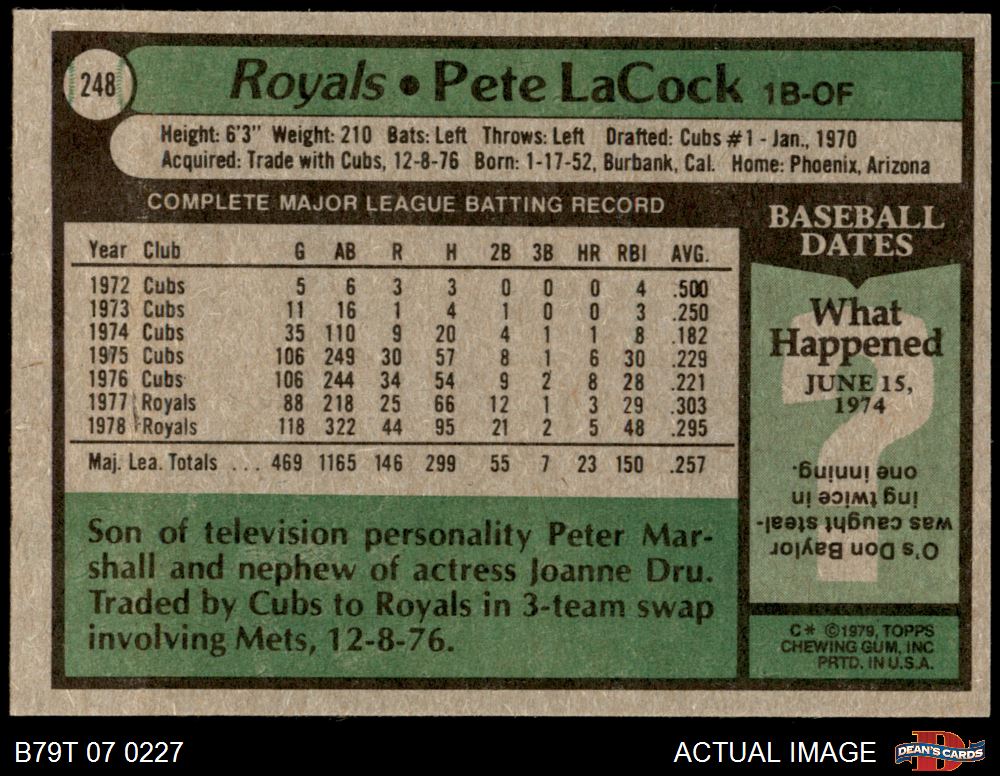 248
Royals • Pete LaCock 1B-OF
Height: 6'3" Weight: 210 Bats: Left Throws: Left Drafted: Cubs #1 - Jan., 1970
Acquired: Trade with Cubs, 12-8-76 Born: 1-17-52, Burbank, Cal. Home: Phoenix, Arizona
COMPLETE MAJOR LEAGUE BATTING RECORD
Year Club G AB R H 2B 3B HR RBI AVG.
1972 Cubs 5 6 3 3 0 0 0 4 .500
1973 Cubs 11 16 1 4 1 0 0 3 .250
1974 Cubs 35 110 9 20 4 1 1 8 .182
1975 Cubs 106 249 30 57 8 1 6 30 .229
1976 Cubs 106 244 34 54 9 2 8 28 .221
1977 Royals 88 218 25 66 12 1 3 29 .303
1978 Royals 118 322 44 95 21 2 5 48 .295
Maj. Lea. Totals ... 469 1165 146 299 55 7 23 150 .257
Son of television personality Peter Mar-
shall and nephew of actress Joanne Dru.
Traded by Cubs to Royals in 3-team swap
involving Mets, 12-8-76.
BASEBALL
DATES
What
Happened
JUNE 15,
1974
?
O's Don Baylor
was caught steal-
ing twice in
one inning.
C* ©1979, TOPPS
CHEWING GUM, INC
PRTD. IN U.S.A.
B79T 07 0227
ACTUAL IMAGE
DEAN'S CARDS